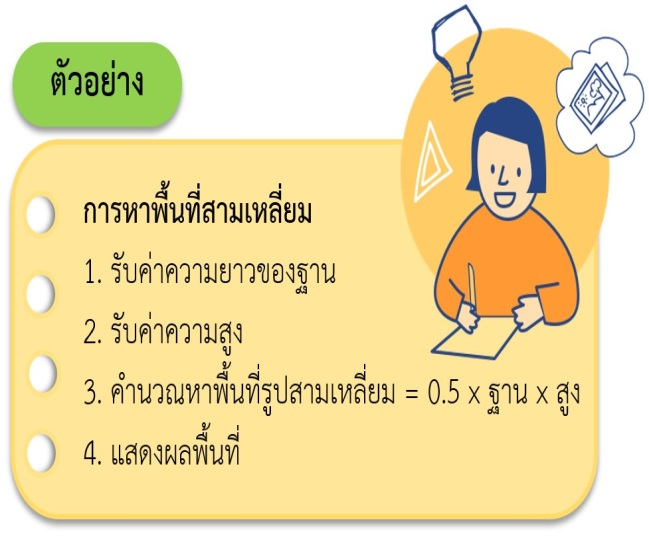 ตัวอย่าง
การหาพื้นที่สามเหลี่ยม
1. รับค่าความยาวของฐาน
2. รับค่าความสูง
3. คำนวณหาพื้นที่รูปสามเหลี่ยม = 0.5 x ฐาน x สูง
4. แสดงผลพื้นที่